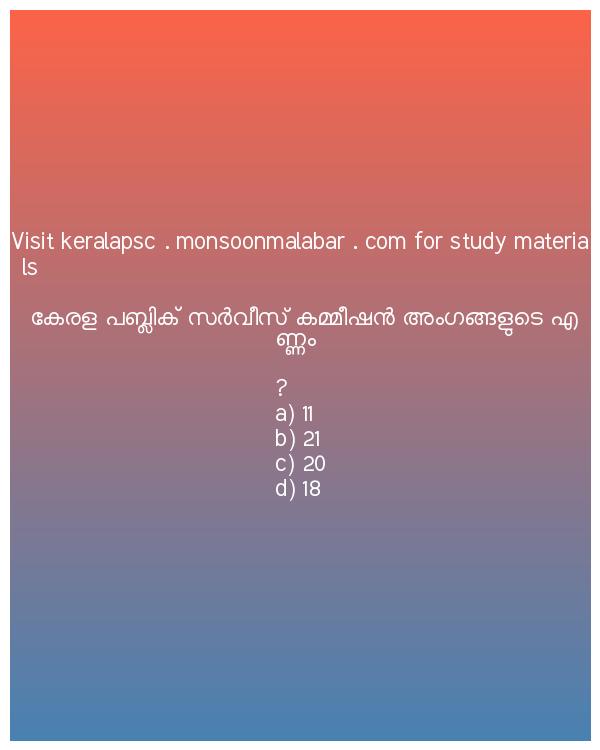 Visit keralapsc . monsoonmalabar . com for study materia
ls
കേരള പബ്ലിക് സർവീസ് കമ്മീഷൻ അംഗങ്ങളുടെ എ
ണ്ണം
?
a) 11
b) 21
c) 20
d) 18